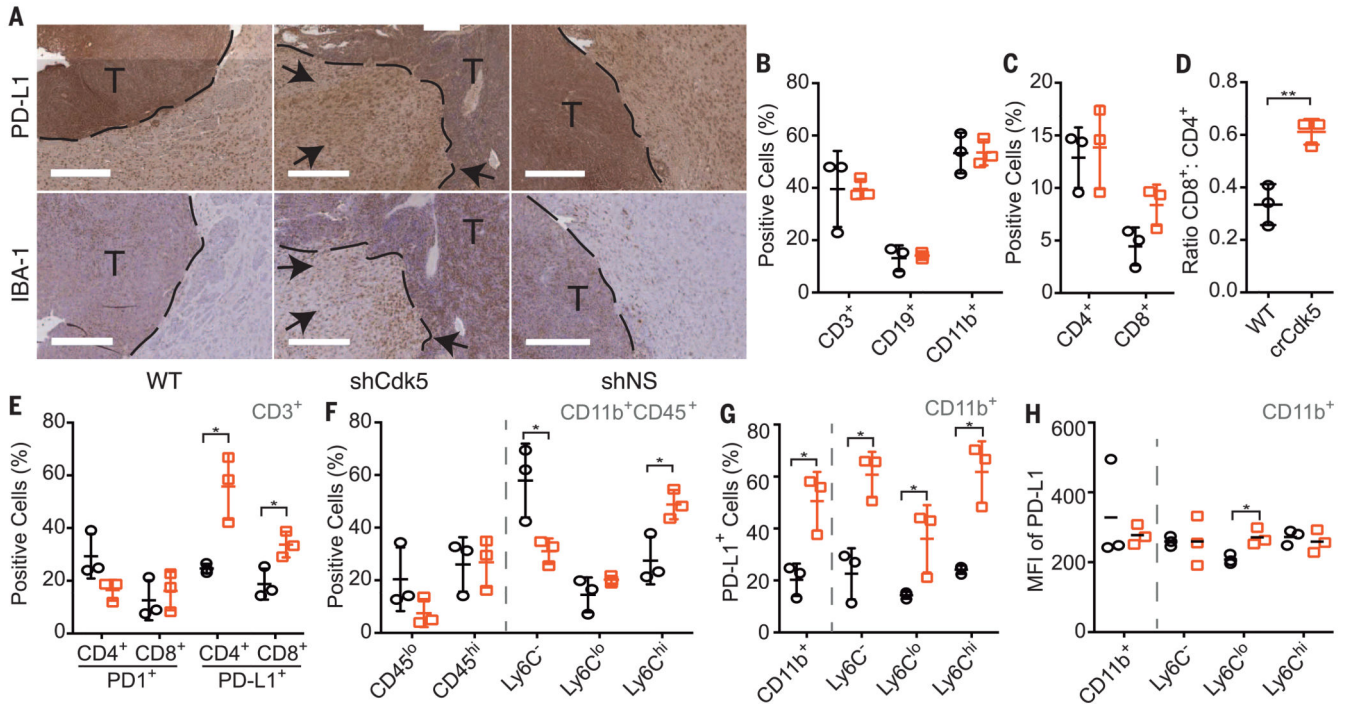 A
PD-L1
IBA-1
T
T
T
T
T
T
WT
shCdk5
shNS
B
Positive Cells (%)
80
60
40
20
0
CD3⁺
CD19⁺
CD11b⁺
C
Positive Cells (%)
20
15
10
5
0
CD4⁺
CD8⁺
D
Ratio CD8⁺: CD4⁺
0.8
0.6
0.4
0.2
0.0
**
WT
crCdk5
E
CD3⁺
Positive Cells (%)
80
60
40
20
0
*
*
CD4⁺ CD8⁺ CD4⁺ CD8⁺
PD1⁺ PD-L1⁺
F
CD11b⁺CD45⁺
Positive Cells (%)
80
60
40
20
0
*
*
CD45ˡᵒ
CD45ʰⁱ
Ly6C⁻
Ly6Cˡᵒ
Ly6Cʰⁱ
G
CD11b⁺
PD-L1⁺ Cells (%)
80
60
40
20
0
*
*
*
*
CD11b⁺
Ly6C⁻
Ly6Cˡᵒ
Ly6Cʰⁱ
H
CD11b⁺
MFI of PD-L1
600
400
200
0
*
CD11b⁺
Ly6C⁻
Ly6Cˡᵒ
Ly6Cʰⁱ